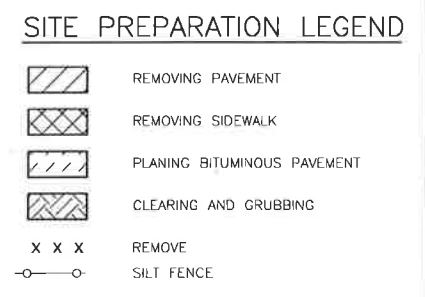 SITE PREPARATION LEGEND
REMOVING PAVEMENT
REMOVING SIDEWALK
PLANING BITUMINOUS PAVEMENT
CLEARING AND GRUBBING
X X X REMOVE
SILT FENCE